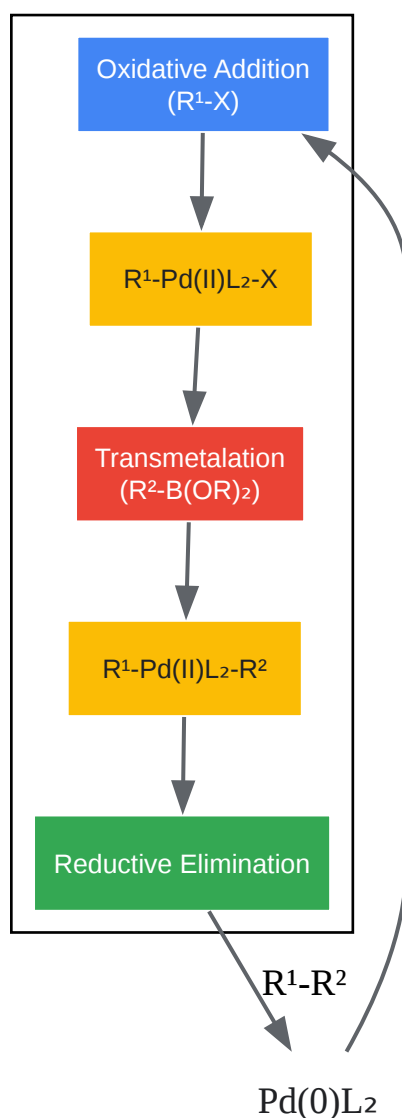 Oxidative Addition
(R¹-X)
R¹-Pd(II)L₂-X
Transmetalation
(R²-B(OR)₂)
R¹-Pd(II)L₂-R²
Reductive Elimination
R¹-R²
Pd(0)L₂